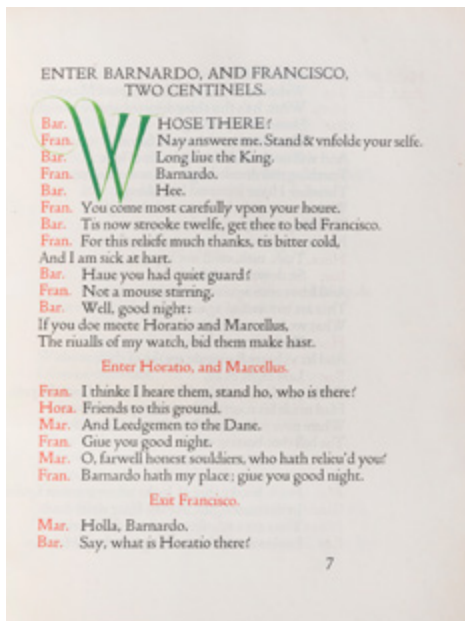 ENTER BARNARDO, AND FRANCISCO,
TWO CENTINELS.
Bar. WHOSE THERE?
Fran. Nay answere me. Stand & vnfolde your selfe.
Bar. Long liue the King.
Fran. Barnardo.
Bar. Hee.
Fran. You come most carefully vpon your houre.
Bar. Tis now strooke twelfe, get thee to bed Francisco.
Fran. For this reliefe much thanks, tis bitter cold,
And I am sick at hart.
Bar. Haue you had quiet guard?
Fran. Not a mouse stirring.
Bar. Well, good night:
If you doe meete Horatio and Marcellus,
The riualls of my watch, bid them make hast.
Enter Horatio, and Marcellus.
Fran. I thinke I heare them, stand ho, who is there?
Hora. Friends to this ground.
Mar. And Leedgemen to the Dane.
Fran. Giue you good night.
Mar. O, farwell honest souldiers, who hath relieu'd you?
Fran. Barnardo hath my place; giue you good night.
Exit Francisco.
Mar. Holla, Barnardo.
Bar. Say, what is Horatio there?
7